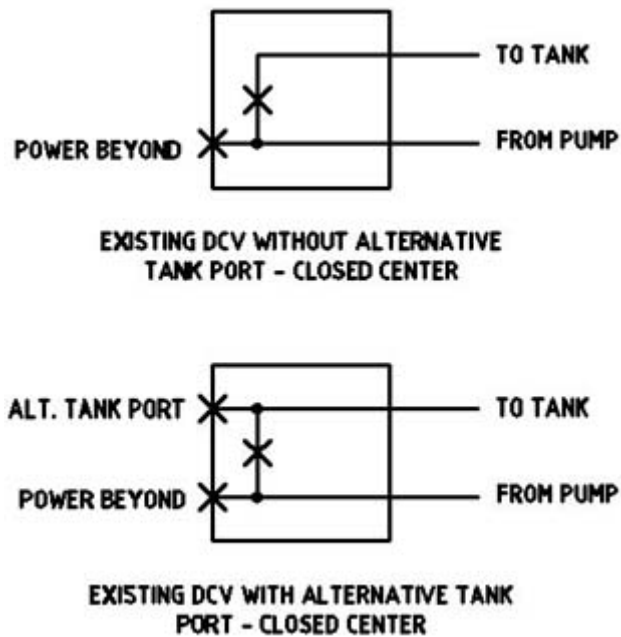 TO TANK
POWER BEYOND
FROM PUMP
EXISTING DCV WITHOUT ALTERNATIVE
TANK PORT - CLOSED CENTER
ALT. TANK PORT
TO TANK
POWER BEYOND
FROM PUMP
EXISTING DCV WITH ALTERNATIVE TANK
PORT - CLOSED CENTER